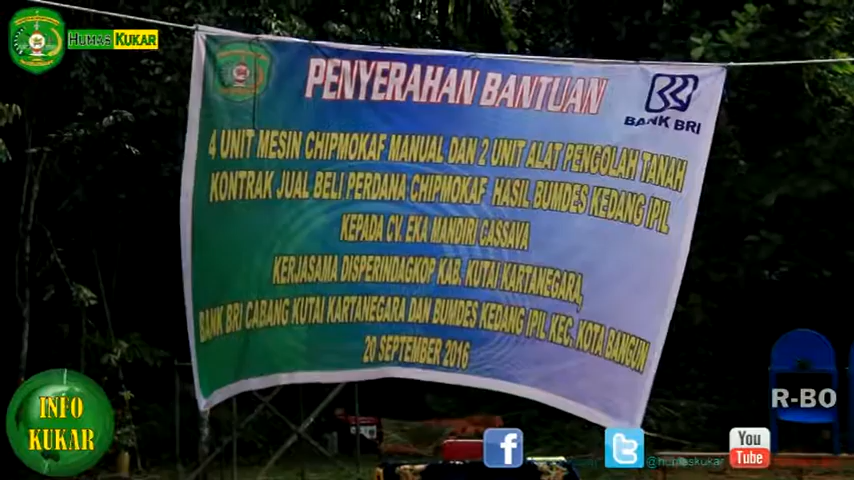 HUMAS KUKAR
PENYERAHAN BANTUAN
BANK BRI
4 UNIT MESIN CHIPMOKAF MANUAL DAN 2 UNIT ALAT PENGOLAH TANAH
KONTRAK JUAL BELI PERDANA CHIPMOKAF HASIL BUMDES KEDANG IPIL
KEPADA CV. EKA MANDIRI CASSAVA
KERJASAMA DISPERINDAGKOP KAB. KUTAI KARTANEGARA,
BANK BRI CABANG KUTAI KARTANEGARA DAN BUMDES KEDANG IPIL KEC. KOTA BANGUN
20 SEPTEMBER 2016
R-BO
INFO
KUKAR
You
Tube
@humaskukar